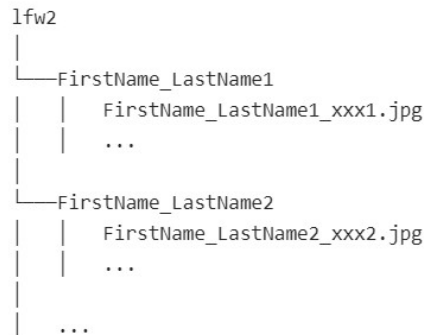 lfw2
│
└───FirstName_LastName1
│   │   FirstName_LastName1_xxx1.jpg
│   │   ...
│
└───FirstName_LastName2
│   │   FirstName_LastName2_xxx2.jpg
│   │   ...
│
│   ...